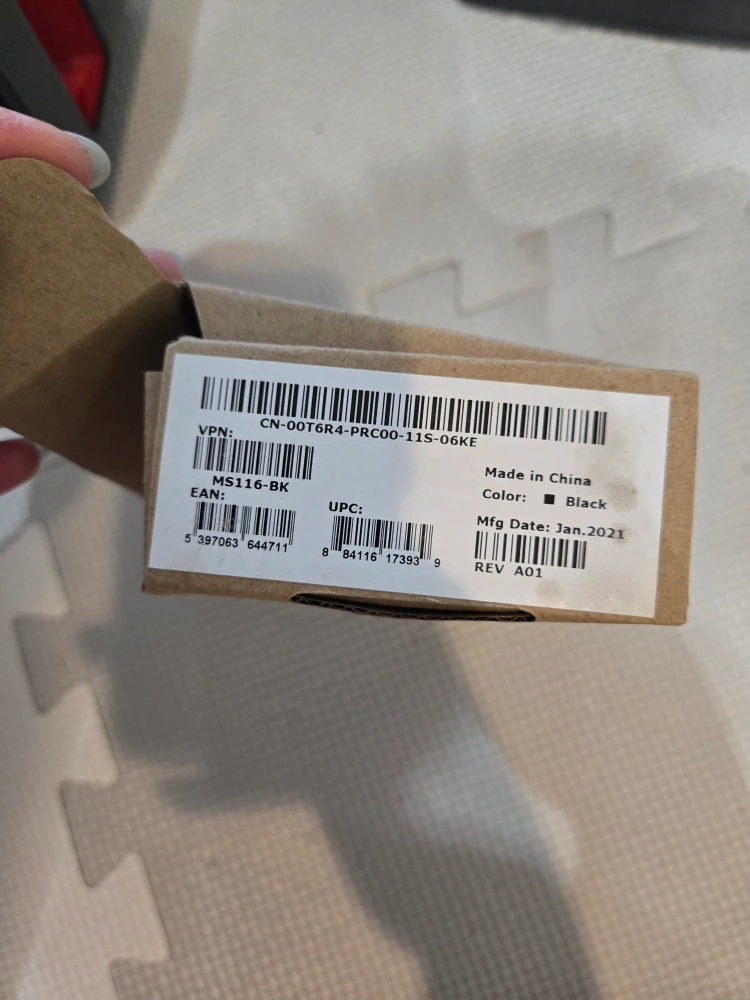 CN-00T6R4-PRC00-11S-06KE
VPN:
MS116-BK
EAN:
5 397063 644711
UPC:
8 84116 17393 9
Made in China
Color: ■ Black
Mfg Date: Jan.2021
REV A01